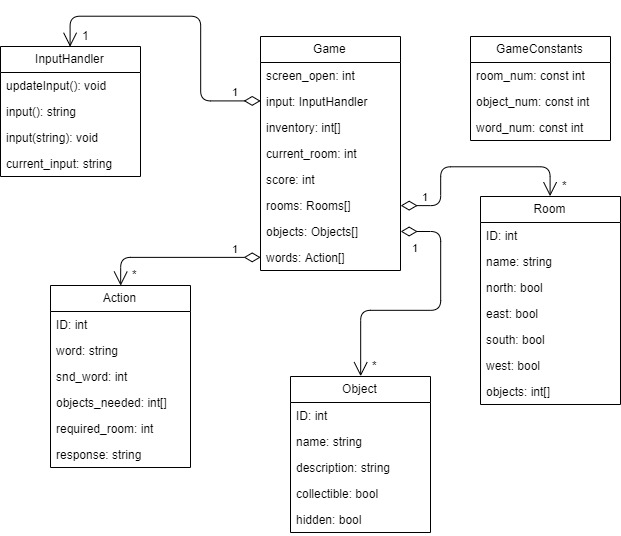 InputHandler
updateInput(): void
input(): string
input(string): void
current_input: string
1
1
Game
screen_open: int
input: InputHandler
inventory: int[]
current_room: int
score: int
rooms: Rooms[]
objects: Objects[]
words: Action[]
GameConstants
room_num: const int
object_num: const int
word_num: const int
1
*
Room
ID: int
name: string
north: bool
east: bool
south: bool
west: bool
objects: int[]
1
*
Action
ID: int
word: string
snd_word: int
objects_needed: int[]
required_room: int
response: string
1
*
Object
ID: int
name: string
description: string
collectible: bool
hidden: bool